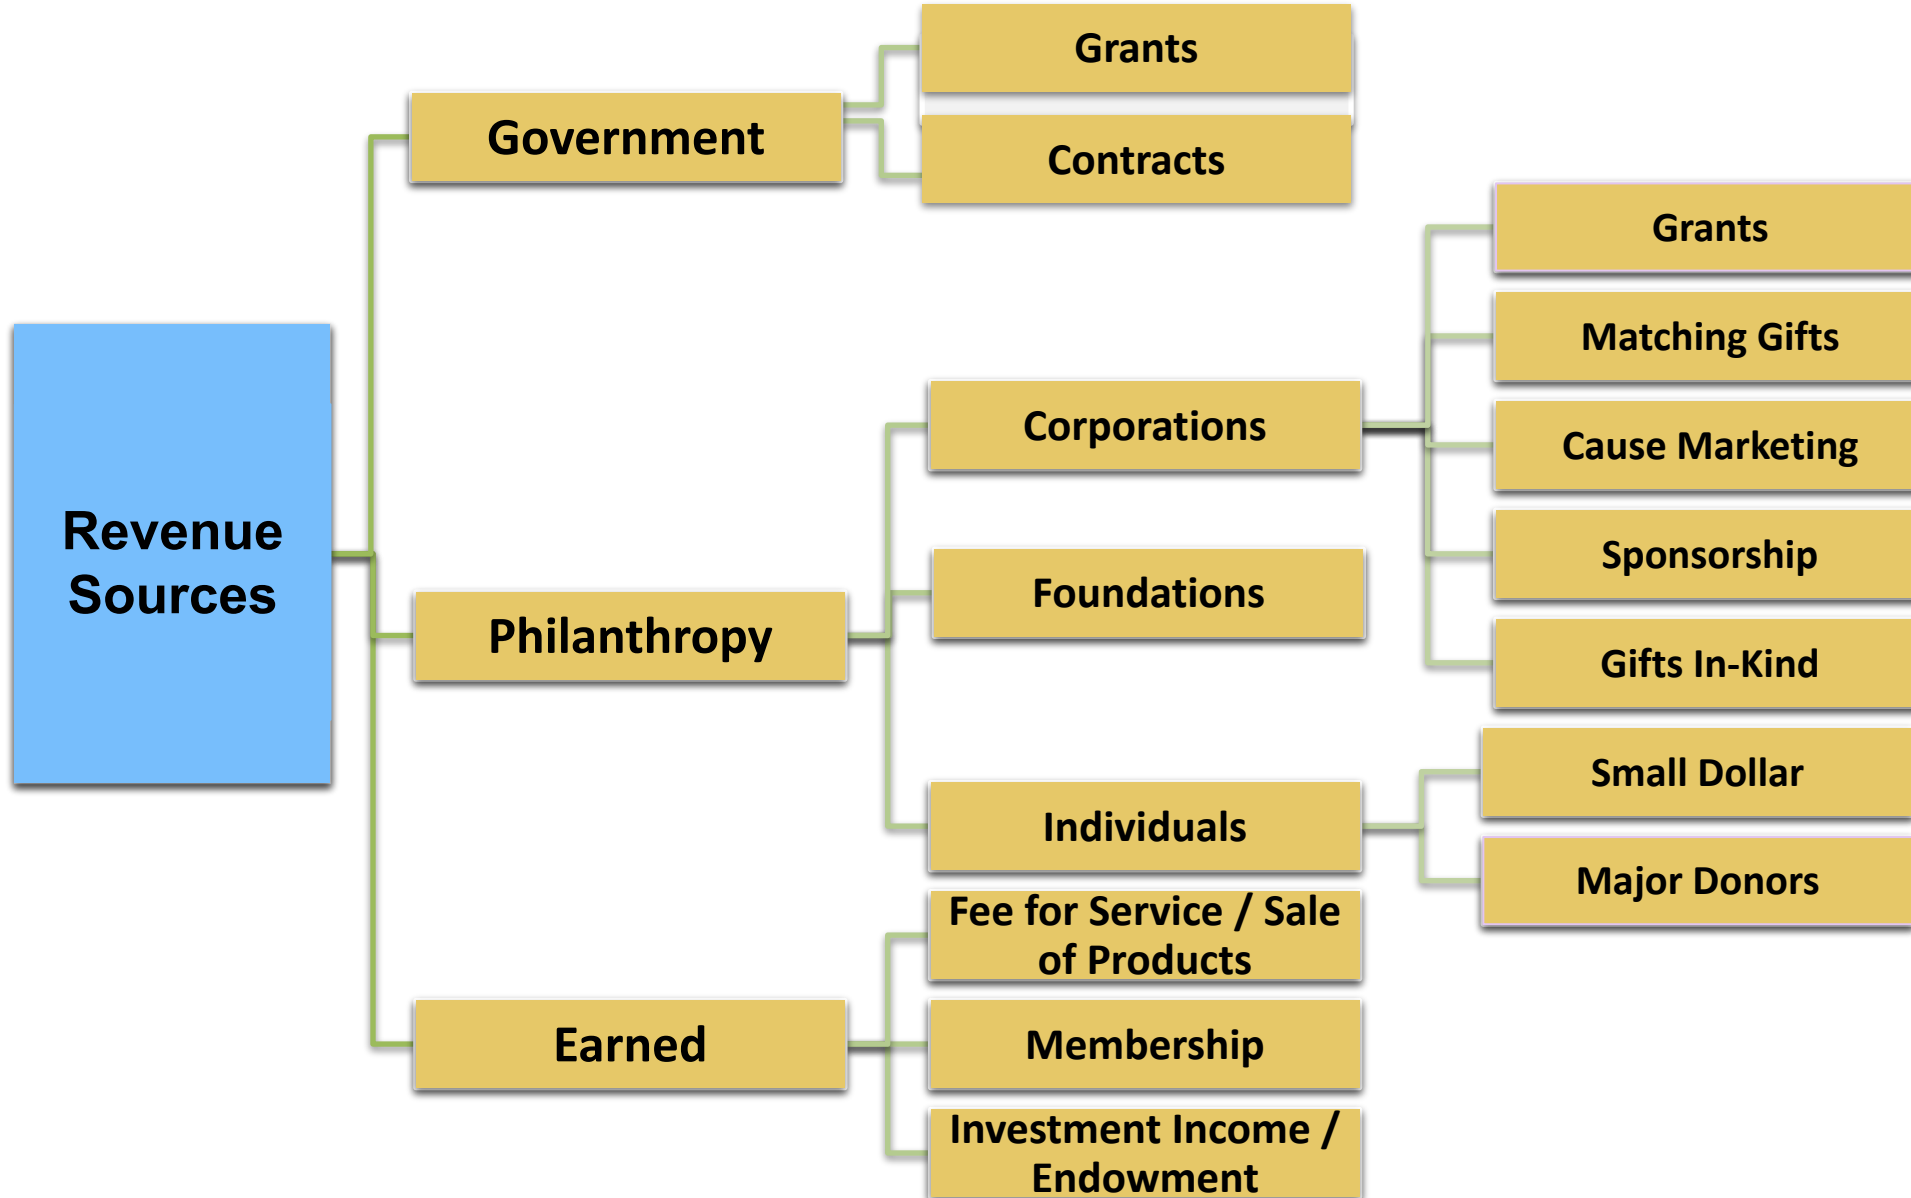 Revenue
Sources
Government
Grants
Contracts
Philanthropy
Corporations
Grants
Matching Gifts
Cause Marketing
Sponsorship
Gifts In-Kind
Foundations
Individuals
Small Dollar
Major Donors
Earned
Fee for Service / Sale
of Products
Membership
Investment Income /
Endowment